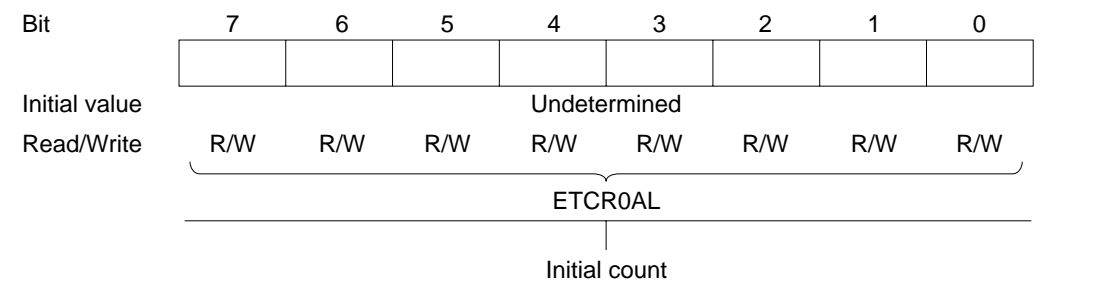 Bit 7 6 5 4 3 2 1 0
Initial value Undetermined
Read/Write R/W R/W R/W R/W R/W R/W R/W R/W
ETCR0AL
Initial count